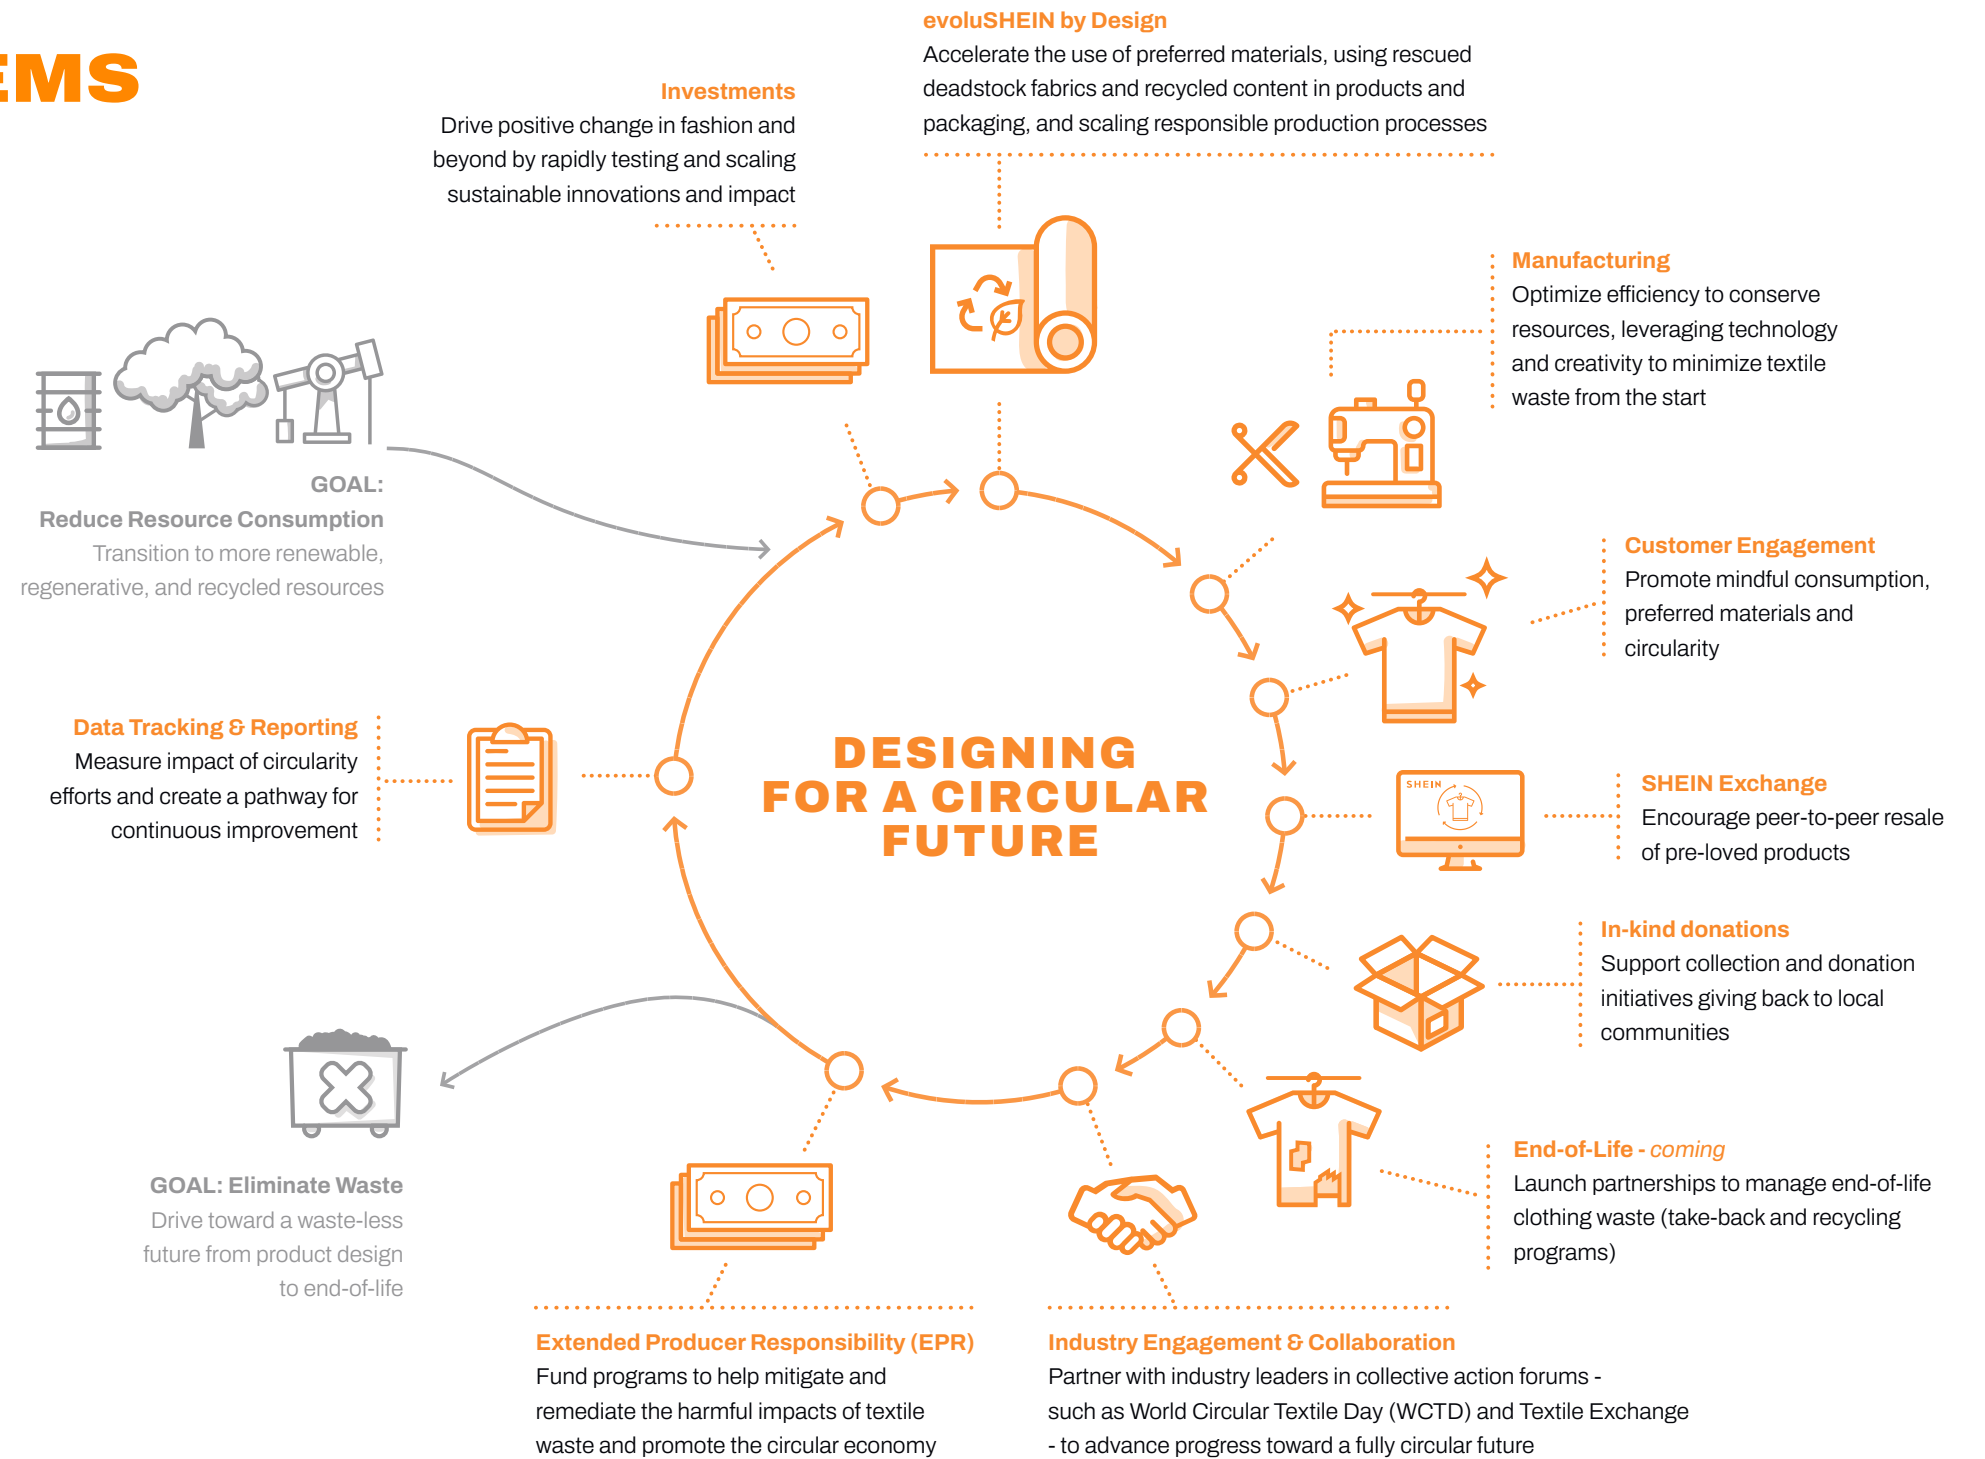 EMS
evoluSHEIN by Design
Accelerate the use of preferred materials, using rescued
deadstock fabrics and recycled content in products and
packaging, and scaling responsible production processes
Investments
Drive positive change in fashion and
beyond by rapidly testing and scaling
sustainable innovations and impact
Manufacturing
Optimize efficiency to conserve
resources, leveraging technology
and creativity to minimize textile
waste from the start
GOAL:
Reduce Resource Consumption
Transition to more renewable,
regenerative, and recycled resources
Customer Engagement
Promote mindful consumption,
preferred materials and
circularity
Data Tracking & Reporting
Measure impact of circularity
efforts and create a pathway for
continuous improvement
DESIGNING
FOR A CIRCULAR
FUTURE
SHEIN
SHEIN Exchange
Encourage peer-to-peer resale
of pre-loved products
In-kind donations
Support collection and donation
initiatives giving back to local
communities
End-of-Life - coming
Launch partnerships to manage end-of-life
clothing waste (take-back and recycling
programs)
GOAL: Eliminate Waste
Drive toward a waste-less
future from product design
to end-of-life
Extended Producer Responsibility (EPR)
Fund programs to help mitigate and
remediate the harmful impacts of textile
waste and promote the circular economy
Industry Engagement & Collaboration
Partner with industry leaders in collective action forums -
such as World Circular Textile Day (WCTD) and Textile Exchange
- to advance progress toward a fully circular future